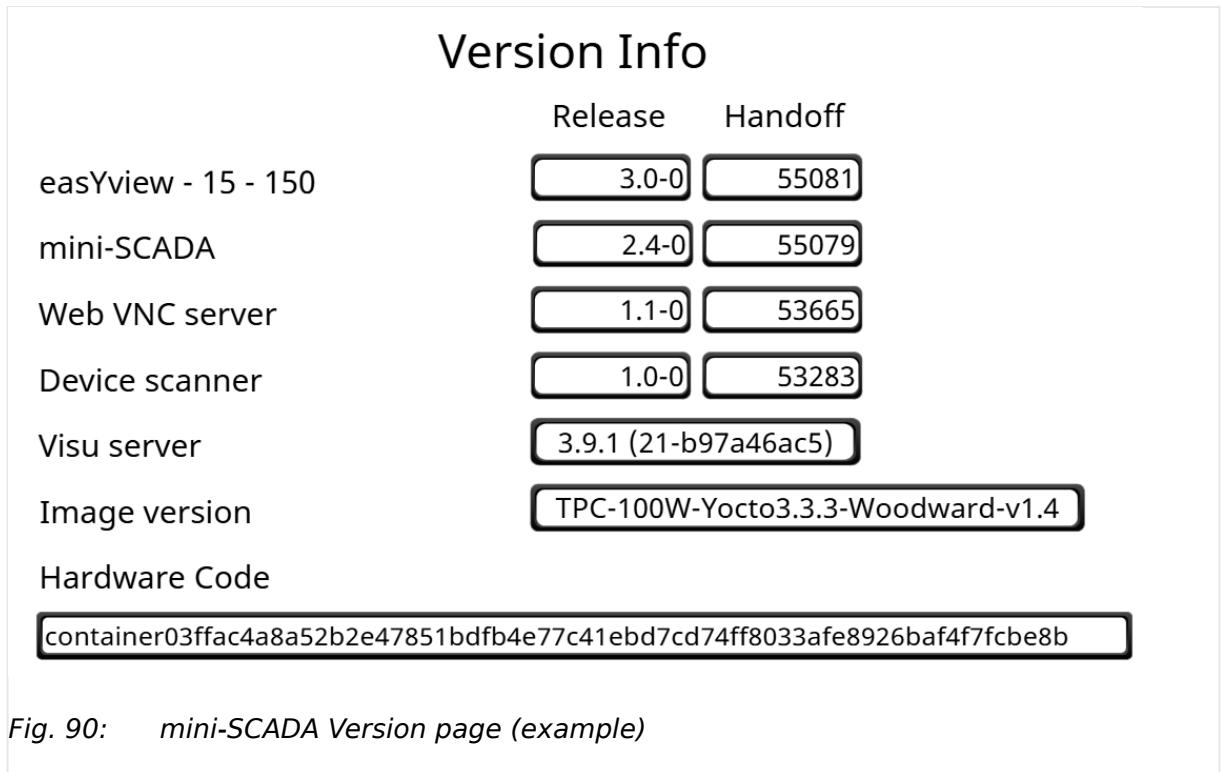 Version Info
Release Handoff
easYview - 15 - 150 3.0-0 55081
mini-SCADA 2.4-0 55079
Web VNC server 1.1-0 53665
Device scanner 1.0-0 53283
Visu server 3.9.1 (21-b97a46ac5)
Image version TPC-100W-Yocto3.3.3-Woodward-v1.4
Hardware Code
container03ffac4a8a52b2e47851bdfb4e77c41ebd7cd74ff8033afe8926baf4f7fcbe8b
Fig. 90: mini-SCADA Version page (example)